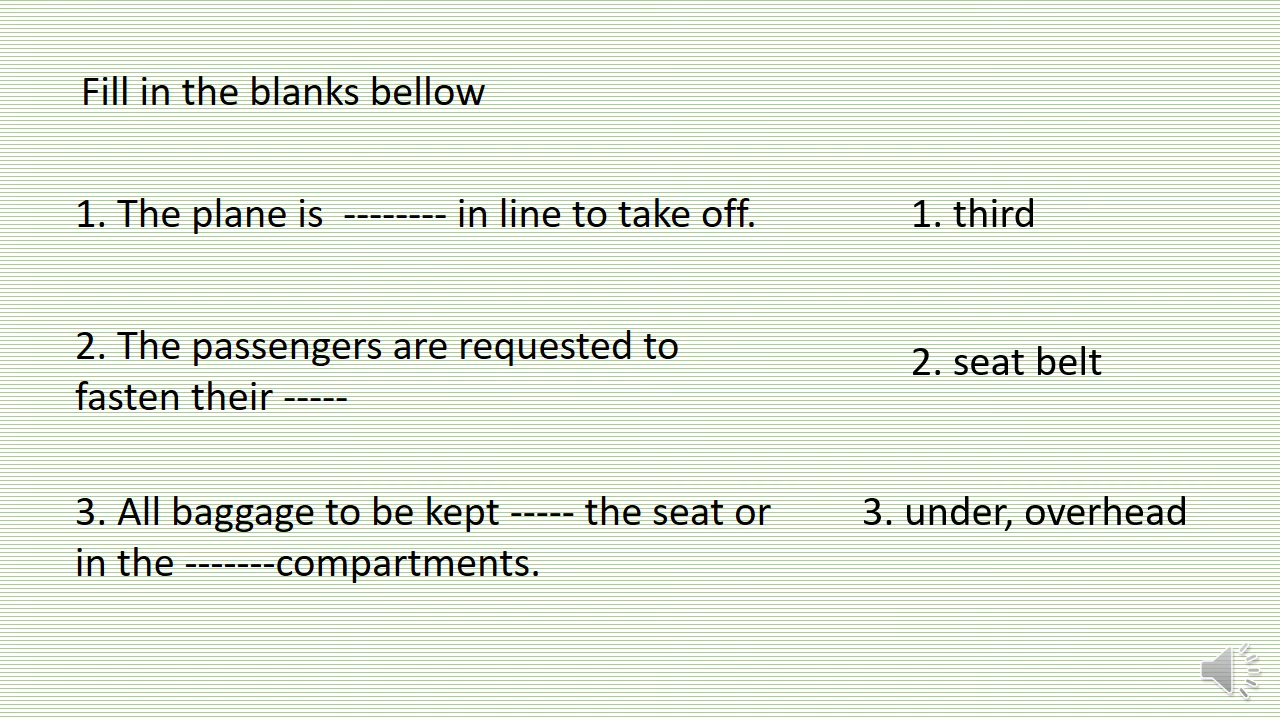 Fill in the blanks bellow
1. The plane is  -------- in line to take off.
1. third
2. The passengers are requested to
fasten their -----
2. seat belt
3. All baggage to be kept ----- the seat or
in the -------compartments.
3. under, overhead